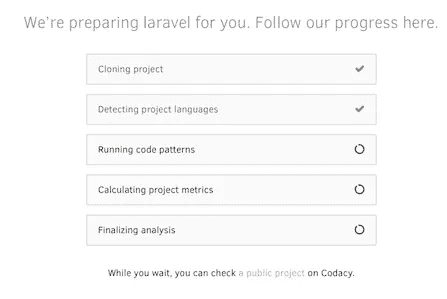 We're preparing laravel for you. Follow our progress here.
Cloning project
Detecting project languages
Running code patterns
Calculating project metrics
Finalizing analysis
While you wait, you can check a public project on Codacy.